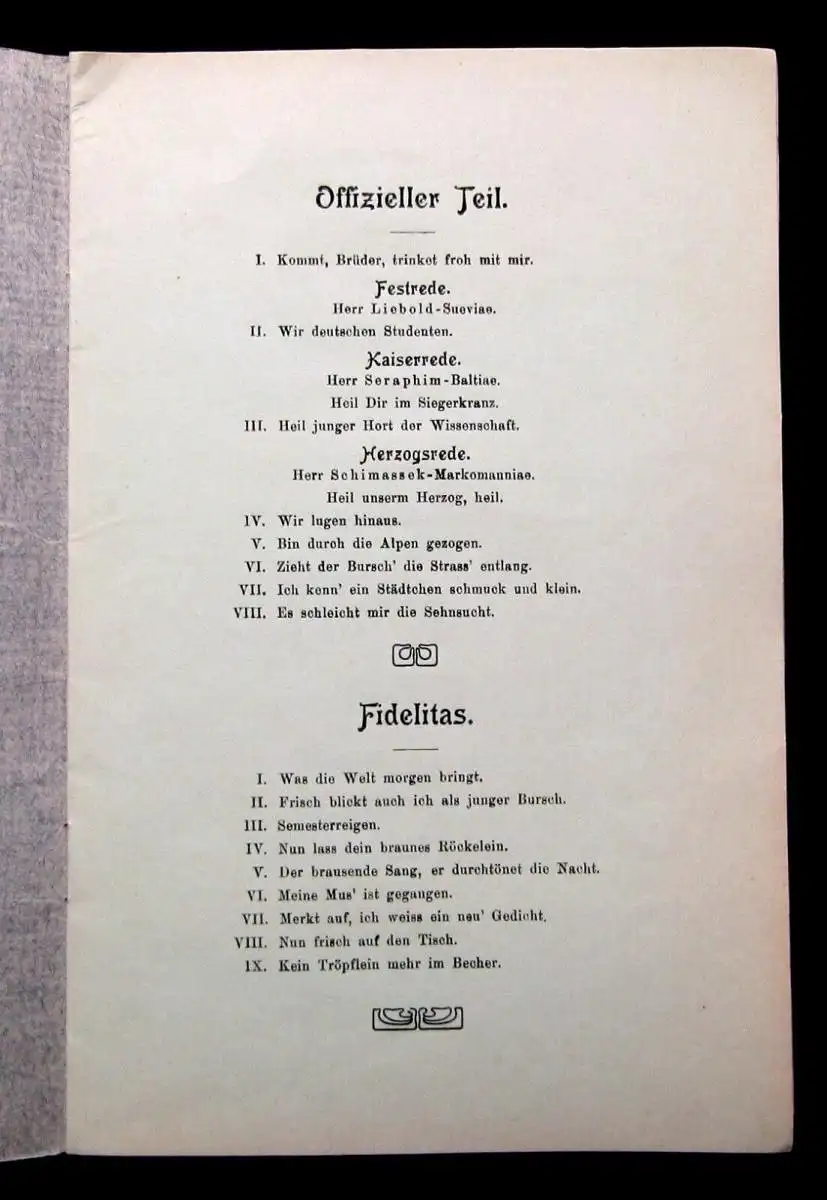 Offizieller Teil.
I. Kommt, Brüder, trinket froh mit mir.
Festrede.
Herr Liebold-Sueviae.
II. Wir deutschen Studenten.
Kaiserrede.
Herr Seraphim-Baltiae.
Heil Dir im Siegerkranz.
III. Heil junger Hort der Wissenschaft.
Herzogsrede.
Herr Schimassek-Markomanniae.
Heil unserm Herzog, heil.
IV. Wir lugen hinaus.
V. Bin durch die Alpen gezogen.
VI. Zieht der Bursch' die Strass' entlang.
VII. Ich kenn' ein Städtchen schmuck und klein.
VIII. Es schleicht mir die Sehnsucht.
Fidelitas.
I. Was die Welt morgen bringt.
II. Frisch blickt auch ich als junger Bursch.
III. Semesterreigen.
IV. Nun lass dein braunes Röckelein.
V. Der brausende Sang, er durchtönet die Nacht.
VI. Meine Mus' ist gegangen.
VII. Merkt auf, ich weiss ein neu' Gedicht.
VIII. Nun frisch auf den Tisch.
IX. Kein Tröpflein mehr im Becher.